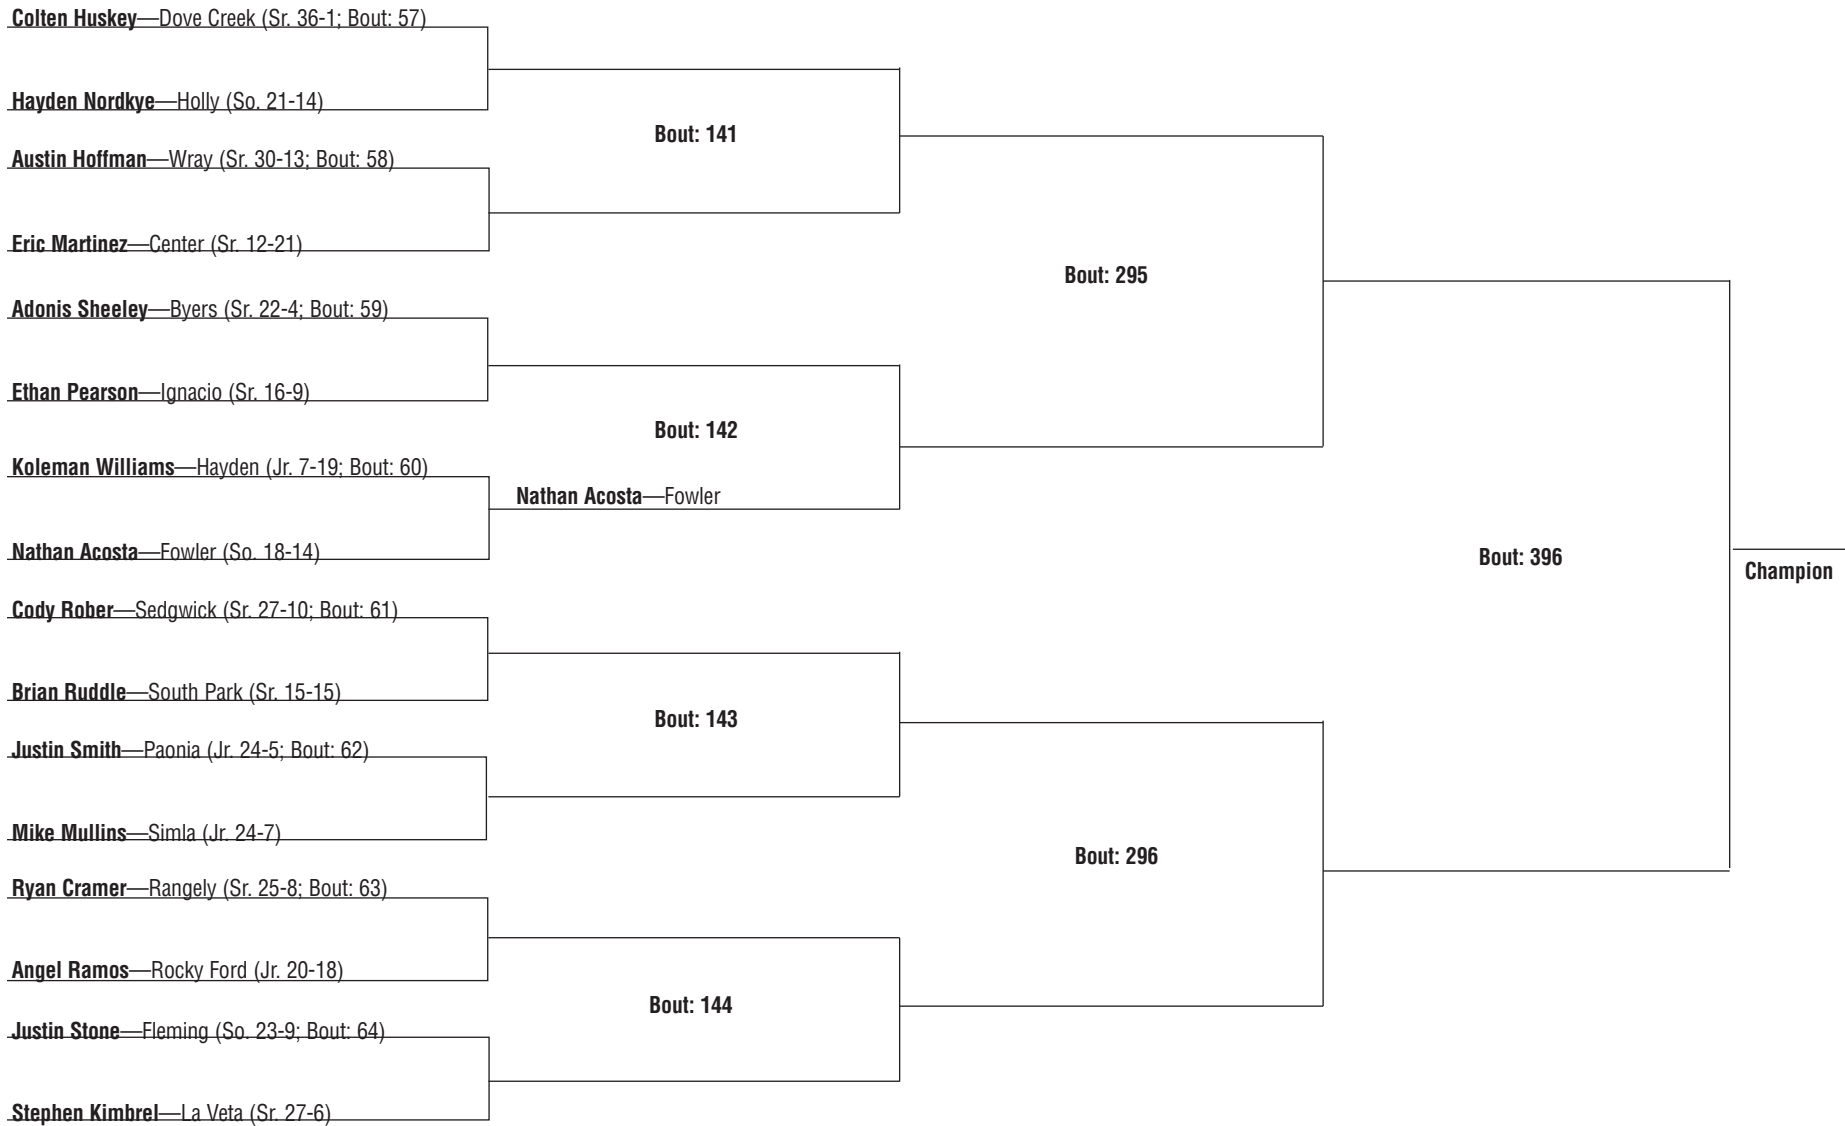 Colten Huskey—Dove Creek (Sr. 36-1; Bout: 57)
Hayden Nordkye—Holly (So. 21-14)
Bout: 141
Austin Hoffman—Wray (Sr. 30-13; Bout: 58)
Eric Martinez—Center (Sr. 12-21)
Bout: 295
Adonis Sheeley—Byers (Sr. 22-4; Bout: 59)
Ethan Pearson—Ignacio (Sr. 16-9)
Bout: 142
Koleman Williams—Hayden (Jr. 7-19; Bout: 60)
Nathan Acosta—Fowler
Nathan Acosta—Fowler (So. 18-14)
Bout: 396
Champion
Cody Rober—Sedgwick (Sr. 27-10; Bout: 61)
Brian Ruddle—South Park (Sr. 15-15)
Bout: 143
Justin Smith—Paonia (Jr. 24-5; Bout: 62)
Mike Mullins—Simla (Jr. 24-7)
Bout: 296
Ryan Cramer—Rangely (Sr. 25-8; Bout: 63)
Angel Ramos—Rocky Ford (Jr. 20-18)
Bout: 144
Justin Stone—Fleming (So. 23-9; Bout: 64)
Stephen Kimbrel—La Veta (Sr. 27-6)